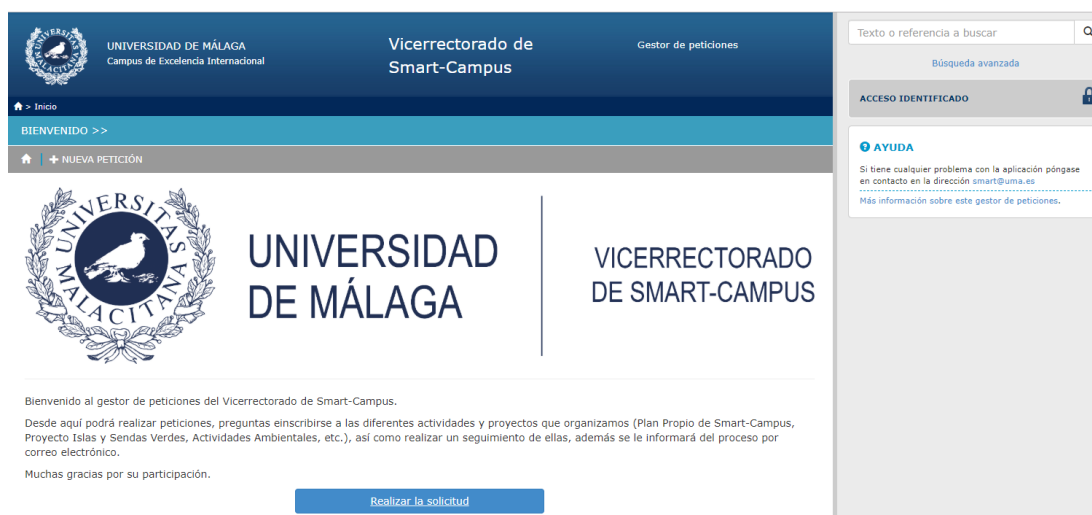 UNIVERSITAS MALACITANA
UNIVERSIDAD DE MÁLAGA
Campus de Excelencia Internacional
Vicerrectorado de
Smart-Campus
Gestor de peticiones
> Inicio
BIENVENIDO >>
NUEVA PETICIÓN
UNIVERSITAS MALACITANA
UNIVERSIDAD
DE MÁLAGA
VICERRECTORADO
DE SMART-CAMPUS
Bienvenido al gestor de peticiones del Vicerrectorado de Smart-Campus.
Desde aquí podrá realizar peticiones, preguntas einscribirse a las diferentes actividades y proyectos que organizamos (Plan Propio de Smart-Campus,
Proyecto Islas y Sendas Verdes, Actividades Ambientales, etc.), así como realizar un seguimiento de ellas, además se le informará del proceso por
correo electrónico.
Muchas gracias por su participación.
Realizar la solicitud
Texto o referencia a buscar
Búsqueda avanzada
ACCESO IDENTIFICADO
AYUDA
Si tiene cualquier problema con la aplicación póngase
en contacto en la dirección smart@uma.es
Más información sobre este gestor de peticiones.